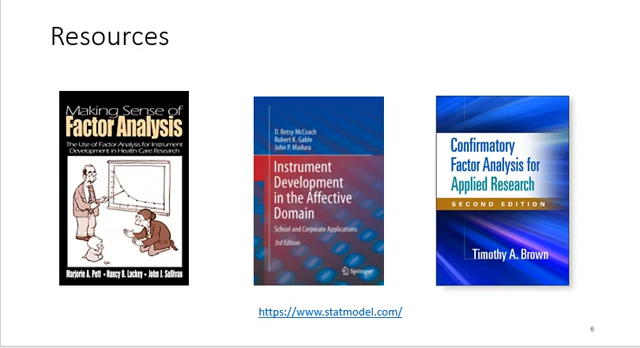 Resources
Making Sense of
Factor Analysis
The Use of Factor Analysis for Instrument
Development in Health Care Research
Marjorie A. Pett • Nancy R. Lackey • John J. Sullivan
D. Betsy McCoach
Robert K. Gable
John P. Madura
Instrument
Development
in the Affective
Domain
School and Corporate Applications
3rd Edition
Springer
Confirmatory
Factor Analysis for
Applied Research
SECOND EDITION
Timothy A. Brown
https://www.statmodel.com/
6